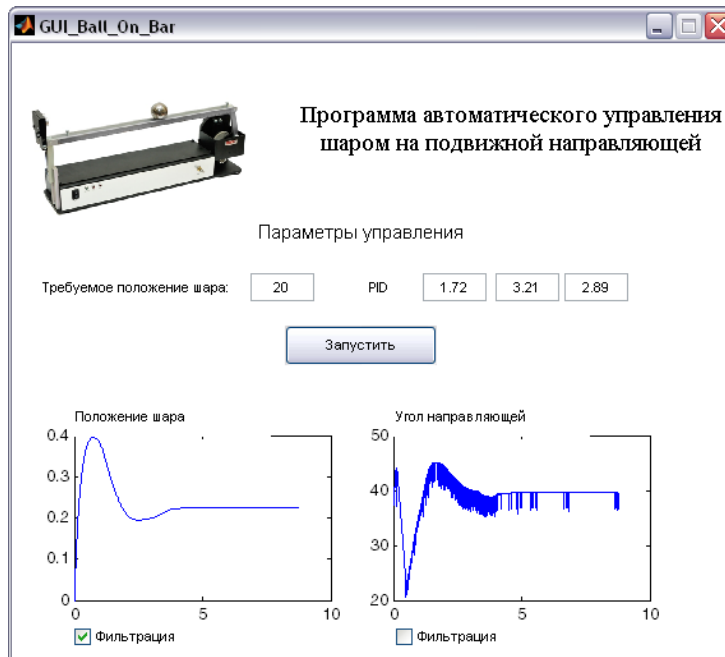 GUI_Ball_On_Bar
Программа автоматического управления
шаром на подвижной направляющей
Параметры управления
Требуемое положение шара: 20 PID 1.72 3.21 2.89
Запустить
Положение шара
0.4
0.3
0.2
0.1
0
0 5 10
Фильтрация
Угол направляющей
50
40
30
20
0 5 10
Фильтрация